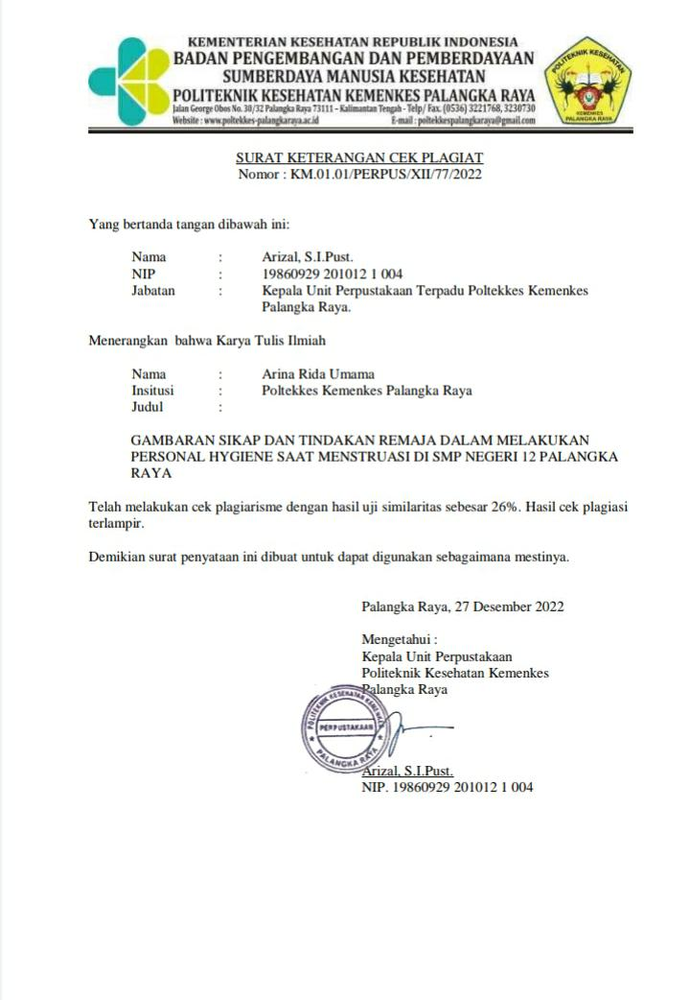 KEMENTERIAN KESEHATAN REPUBLIK INDONESIA
BADAN PENGEMBANGAN DAN PEMBERDAYAAN
SUMBERDAYA MANUSIA KESEHATAN
POLITEKNIK KESEHATAN KEMENKES PALANGKA RAYA
Jalan George Obos No. 30/32 Palangka Raya 73111 - Kalimantan Tengah - Telp/ Fax. (0536) 3221768, 3230730
Website : www.poltekkes-palangkaraya.ac.id E-mail : poltekkespalangkaraya@gmail.com
POLITEKNIK KESEHATAN
KEMENKES
PALANGKA RAYA
SURAT KETERANGAN CEK PLAGIAT
Nomor : KM.01.01/PERPUS/XII/77/2022
Yang bertanda tangan dibawah ini:
Nama : Arizal, S.I.Pust.
NIP : 19860929 201012 1 004
Jabatan : Kepala Unit Perpustakaan Terpadu Poltekkes Kemenkes
Palangka Raya.
Menerangkan bahwa Karya Tulis Ilmiah
Nama : Arina Rida Umama
Insitusi : Poltekkes Kemenkes Palangka Raya
Judul :
GAMBARAN SIKAP DAN TINDAKAN REMAJA DALAM MELAKUKAN
PERSONAL HYGIENE SAAT MENSTRUASI DI SMP NEGERI 12 PALANGKA
RAYA
Telah melakukan cek plagiarisme dengan hasil uji similaritas sebesar 26%. Hasil cek plagiasi
terlampir.
Demikian surat penyataan ini dibuat untuk dapat digunakan sebagaimana mestinya.
Palangka Raya, 27 Desember 2022
Mengetahui :
Kepala Unit Perpustakaan
Politeknik Kesehatan Kemenkes
Palangka Raya
POLITEKNIK KESEHATAN KEMENKES
PERPUSTAKAAN
PALANGKA RAYA
Arizal, S.I.Pust.
NIP. 19860929 201012 1 004